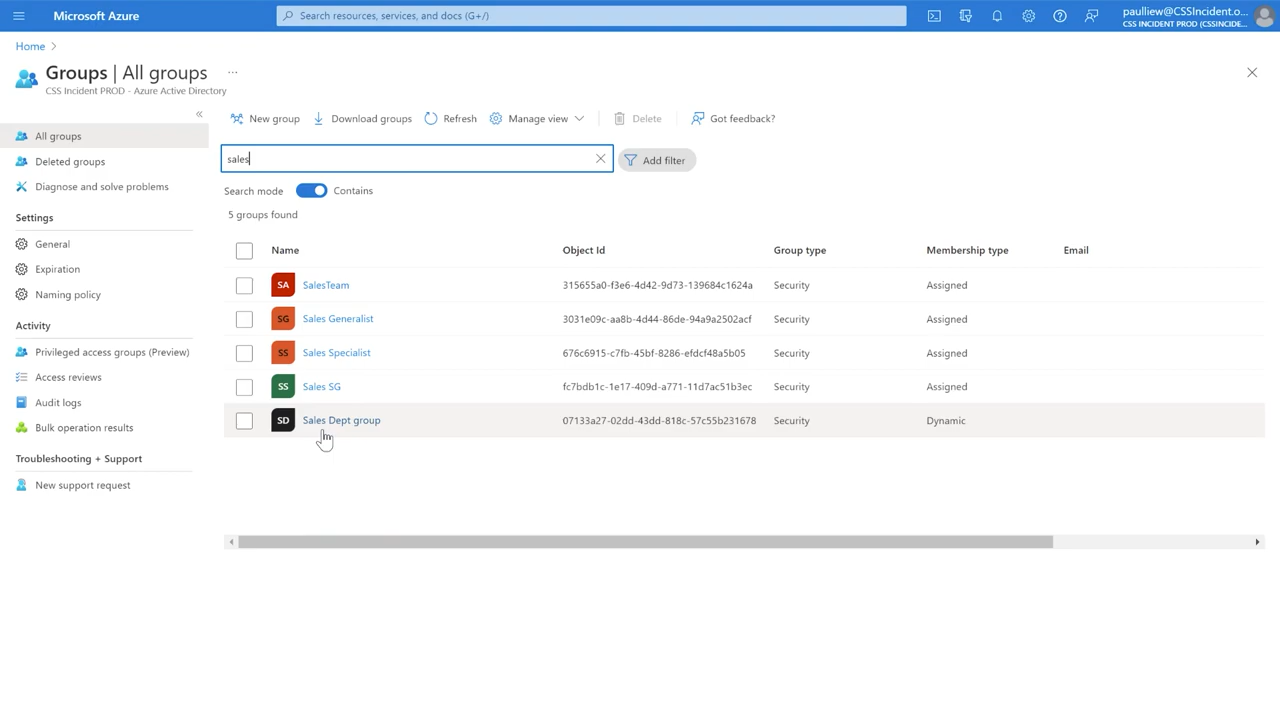 Microsoft Azure
Search resources, services, and docs (G+/)
paulliew@CSSIncident.o...
CSS INCIDENT PROD (CSSINCIDE...
Home
Groups | All groups ...
CSS Incident PROD - Azure Active Directory
All groups
Deleted groups
Diagnose and solve problems
Settings
General
Expiration
Naming policy
Activity
Privileged access groups (Preview)
Access reviews
Audit logs
Bulk operation results
Troubleshooting + Support
New support request
New group Download groups Refresh Manage view Delete Got feedback?
sales
Add filter
Search mode Contains
5 groups found
Name Object Id Group type Membership type Email
SA SalesTeam 315655a0-f3e6-4d42-9d73-139684c1624a Security Assigned
SG Sales Generalist 3031e09c-aa8b-4d44-86de-94a9a2502acf Security Assigned
SS Sales Specialist 676c6915-c7fb-45bf-8286-efdcf48a5b05 Security Assigned
SS Sales SG fc7bdb1c-1e17-409d-a771-11d7ac51b3ec Security Assigned
SD Sales Dept group 07133a27-02dd-43dd-818c-57c55b231678 Security Dynamic